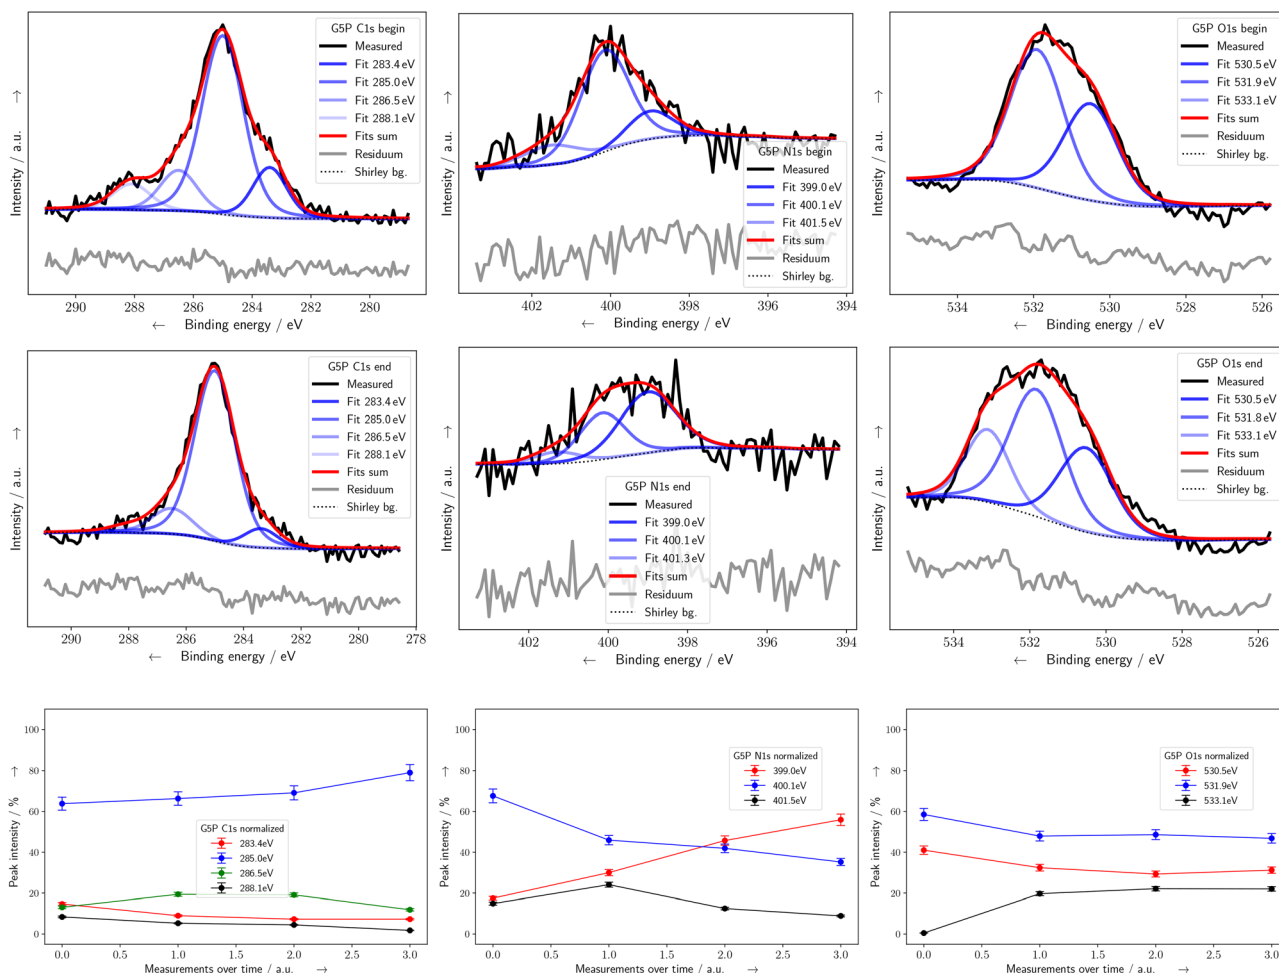 G5P C1s begin
Measured
Fit 283.4 eV
Fit 285.0 eV
Fit 286.5 eV
Fit 288.1 eV
Fits sum
Residuum
Shirley bg.
Intensity / a.u. →
290 288 286 284 282 280
← Binding energy / eV
G5P N1s begin
Measured
Fit 399.0 eV
Fit 400.1 eV
Fit 401.5 eV
Fits sum
Residuum
Shirley bg.
Intensity / a.u. →
402 400 398 396 394
← Binding energy / eV
G5P O1s begin
Measured
Fit 530.5 eV
Fit 531.9 eV
Fit 533.1 eV
Fits sum
Residuum
Shirley bg.
Intensity / a.u. →
534 532 530 528 526
← Binding energy / eV
G5P C1s end
Measured
Fit 283.4 eV
Fit 285.0 eV
Fit 286.5 eV
Fit 288.1 eV
Fits sum
Residuum
Shirley bg.
Intensity / a.u. →
290 288 286 284 282 280 278
← Binding energy / eV
G5P N1s end
Measured
Fit 399.0 eV
Fit 400.1 eV
Fit 401.3 eV
Fits sum
Residuum
Shirley bg.
Intensity / a.u. →
402 400 398 396 394
← Binding energy / eV
G5P O1s end
Measured
Fit 530.5 eV
Fit 531.8 eV
Fit 533.1 eV
Fits sum
Residuum
Shirley bg.
Intensity / a.u. →
534 532 530 528 526
← Binding energy / eV
G5P C1s normalized
283.4eV
285.0eV
286.5eV
288.1eV
Peak intensity / % →
100
80
60
40
20
0
0.0 0.5 1.0 1.5 2.0 2.5 3.0
Measurements over time / a.u. →
G5P N1s normalized
399.0eV
400.1eV
401.5eV
Peak intensity / % →
100
80
60
40
20
0
0.0 0.5 1.0 1.5 2.0 2.5 3.0
Measurements over time / a.u. →
G5P O1s normalized
530.5eV
531.9eV
533.1eV
Peak intensity / % →
100
80
60
40
20
0
0.0 0.5 1.0 1.5 2.0 2.5 3.0
Measurements over time / a.u. →